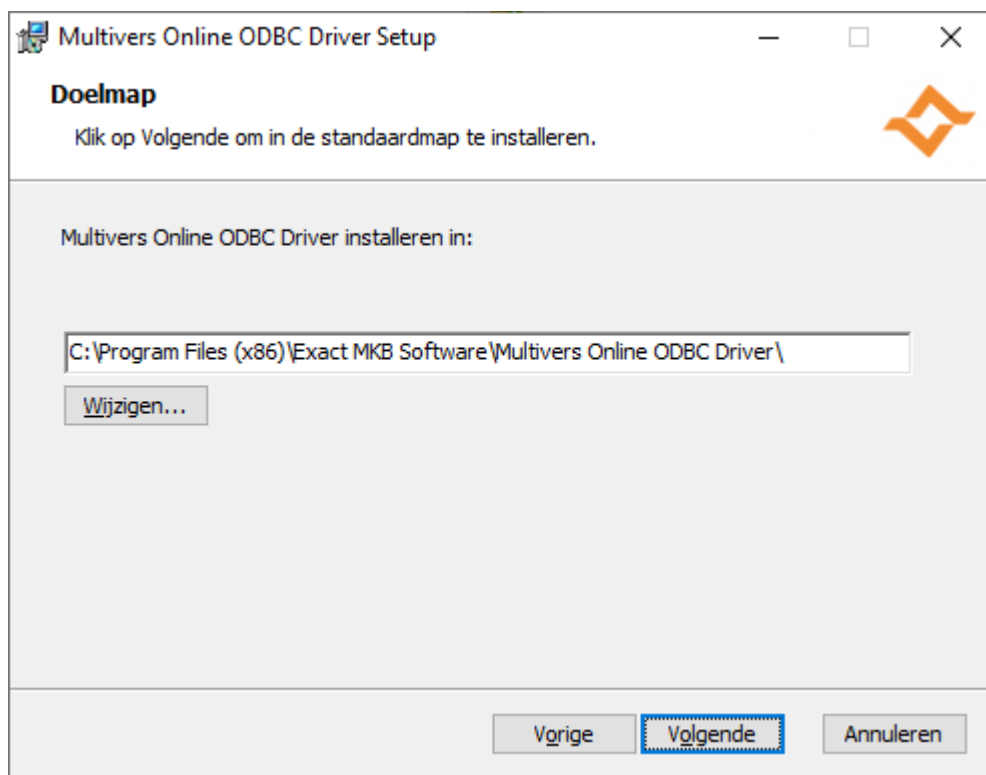 Multivers Online ODBC Driver Setup
Doelmap
Klik op Volgende om in de standaardmap te installeren.
Multivers Online ODBC Driver installeren in:
C:\Program Files (x86)\Exact MKB Software\Multivers Online ODBC Driver\
Wijzigen...
Vorige Volgende Annuleren